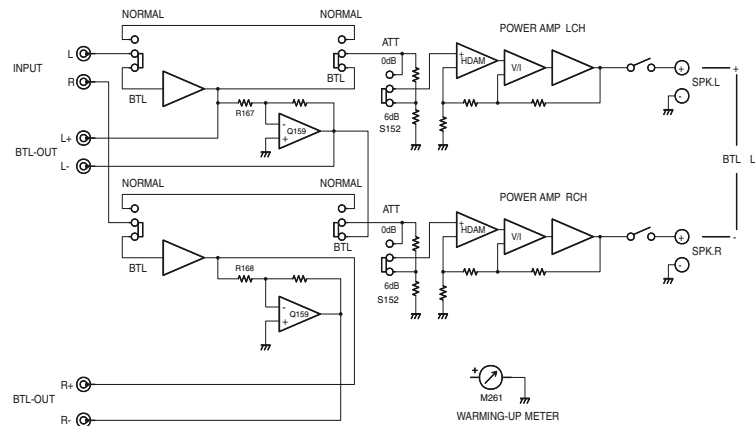 NORMAL NORMAL
INPUT L R
BTL BTL
ATT
0dB
6dB
S152
POWER AMP LCH
HDAM
V/I
SPK.L
+
-
R167
Q159
-
+
BTL-OUT L+ L-
BTL L
+
-
NORMAL NORMAL
BTL BTL
ATT
0dB
6dB
S152
POWER AMP RCH
HDAM
V/I
+
-
SPK.R
R168
Q159
-
+
BTL-OUT R+ R-
+
M261
WARMING-UP METER